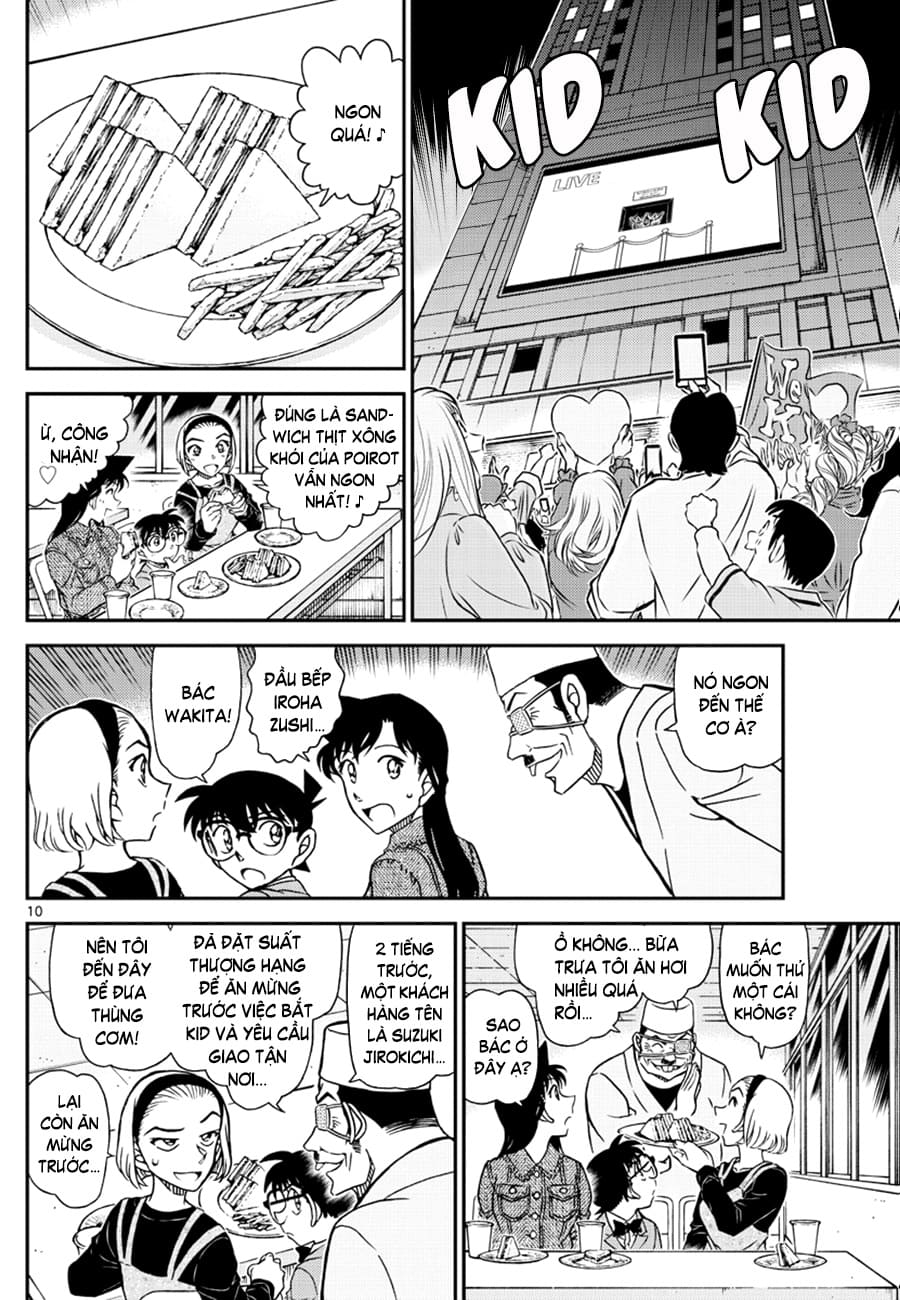 KID
KID
LIVE
NGON
QUÁ! ♪
ĐÚNG LÀ SAND-
WICH THỊT XÔNG
KHÓI CỦA POIROT
VẪN NGON
NHẤT! ♪
Ừ, CÔNG
NHẬN!
♡
NÓ NGON
ĐẾN THẾ
CƠ À?
ĐẦU BẾP
IROHA
ZUSHI...
BÁC
WAKITA!
10
BÁC
MUỐN THỬ
MỘT CÁI
KHÔNG?
Ồ KHÔNG... BỮA
TRƯA TÔI ĂN HƠI
NHIỀU QUÁ
RỒI...
SAO
BÁC Ở
ĐÂY Ạ?
2 TIẾNG
TRƯỚC,
MỘT KHÁCH
HÀNG TÊN
LÀ SUZUKI
JIROKICHI...
ĐÃ ĐẶT SUẤT
THƯỢNG HẠNG
ĐỂ ĂN MỪNG
TRƯỚC VIỆC BẮT
KID VÀ YÊU CẦU
GIAO TẬN
NƠI...
NÊN TÔI
ĐẾN ĐÂY
ĐỂ ĐƯA
THÙNG
CƠM!
LẠI
CÒN ĂN
MỪNG
TRƯỚC...